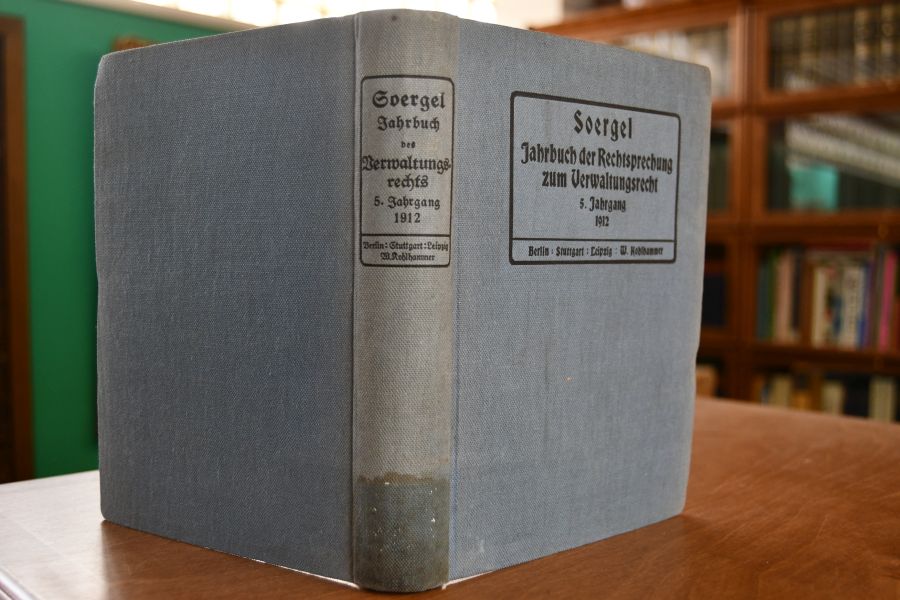 Soergel
Jahrbuch
des
Verwaltungs-
rechts
5. Jahrgang
1912
Berlin : Stuttgart : Leipzig
W. Kohlhammer
Soergel
Jahrbuch der Rechtsprechung
zum Verwaltungsrecht
5. Jahrgang
1912
Berlin : Stuttgart : Leipzig : W. Kohlhammer